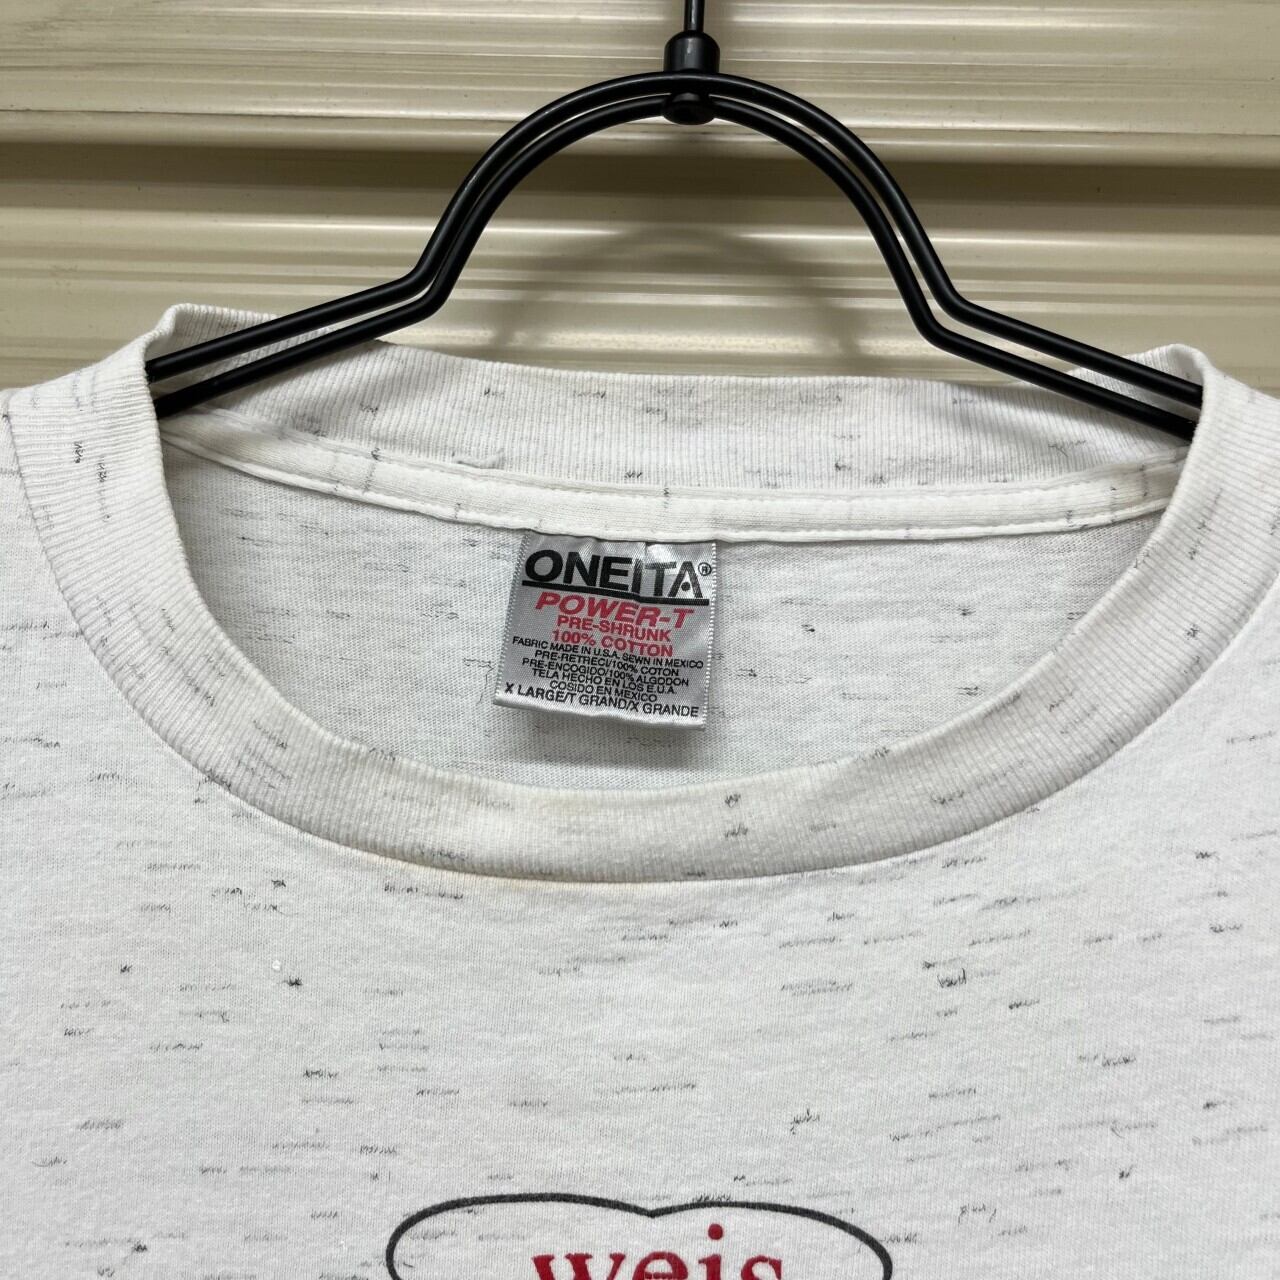 ONEITA®
POWER-T
PRE-SHRUNK
100% COTTON
FABRIC MADE IN U.S.A. SEWN IN MEXICO
PRE-RETRECI/100% COTON
PRE-ENCOGIDO/100% ALGODON
TELA HECHO EN LOS E.U.A.
COSIDO EN MEXICO
X LARGE/T GRAND/X GRANDE
weis